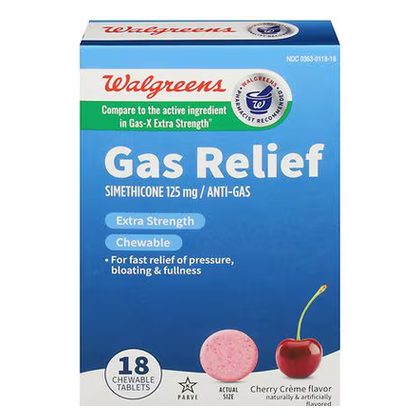 NDC 0363-0118-18
Walgreens
WALGREENS
PHARMACIST RECOMMENDED
Compare to the active ingredient
in Gas-X Extra Strength*
Gas Relief
SIMETHICONE 125 mg / ANTI-GAS
Extra Strength
Chewable
• For fast relief of pressure,
bloating & fullness
18
CHEWABLE
TABLETS
PARVE
ACTUAL
SIZE
Cherry Crème flavor
naturally & artificially
flavored